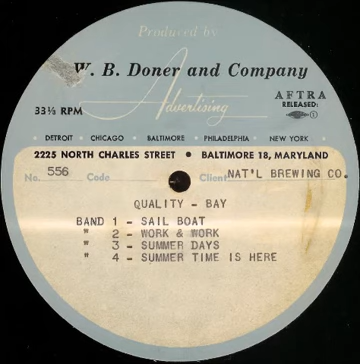 Produced by
W. B. Doner and Company
Advertising
33⅓ RPM
AFTRA
RELEASED:
DETROIT • CHICAGO • BALTIMORE • PHILADELPHIA • NEW YORK
2225 NORTH CHARLES STREET • BALTIMORE 18, MARYLAND
No. 556 Code Client NAT'L BREWING CO.
QUALITY - BAY
BAND 1 - SAIL BOAT
" 2 - WORK & WORK
" 3 - SUMMER DAYS
" 4 - SUMMER TIME IS HERE